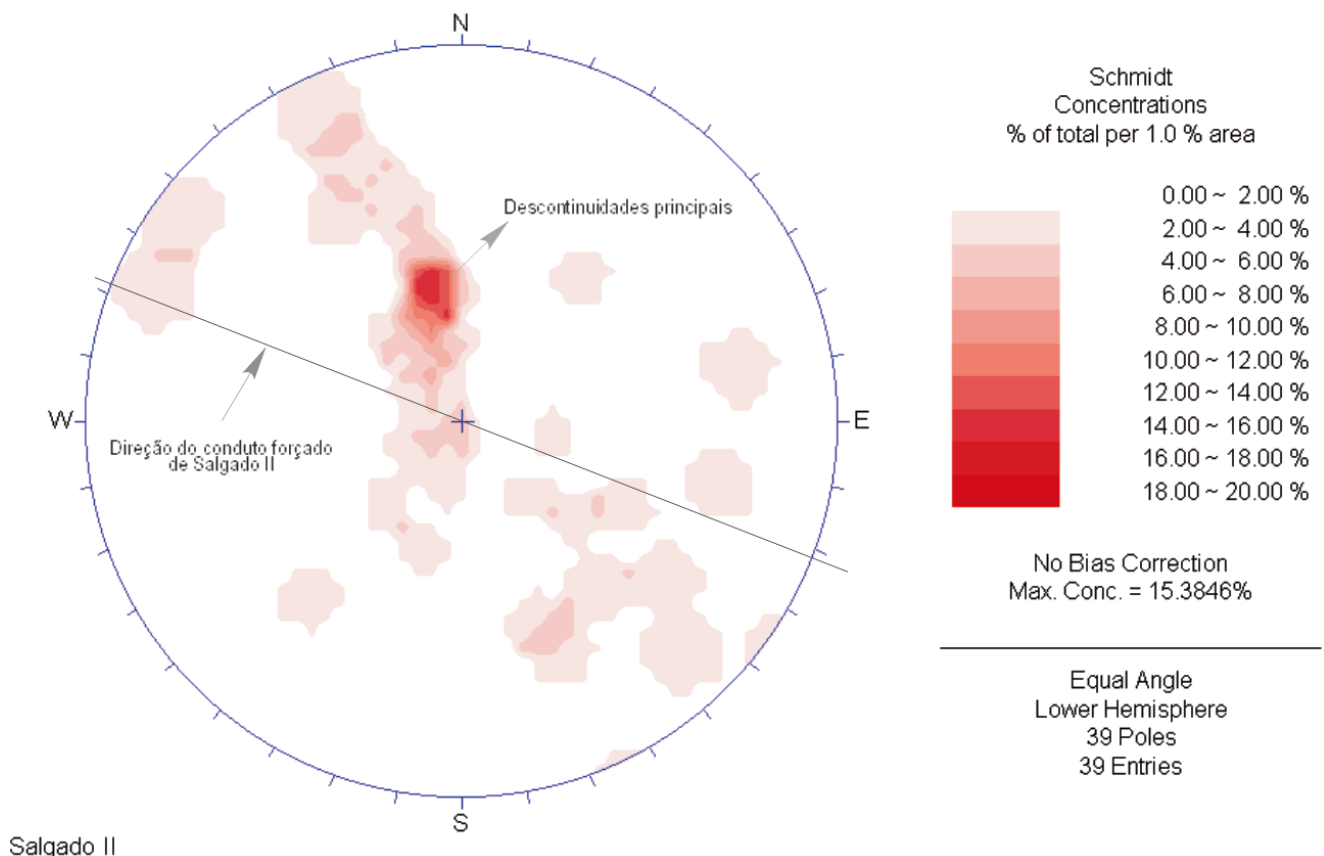 N
Descontinuidades principais
W
E
Direção do conduto forçado
de Salgado II
S
Salgado II
Schmidt
Concentrations
% of total per 1.0 % area
0.00 ~ 2.00 %
2.00 ~ 4.00 %
4.00 ~ 6.00 %
6.00 ~ 8.00 %
8.00 ~ 10.00 %
10.00 ~ 12.00 %
12.00 ~ 14.00 %
14.00 ~ 16.00 %
16.00 ~ 18.00 %
18.00 ~ 20.00 %
No Bias Correction
Max. Conc. = 15.3846%
Equal Angle
Lower Hemisphere
39 Poles
39 Entries